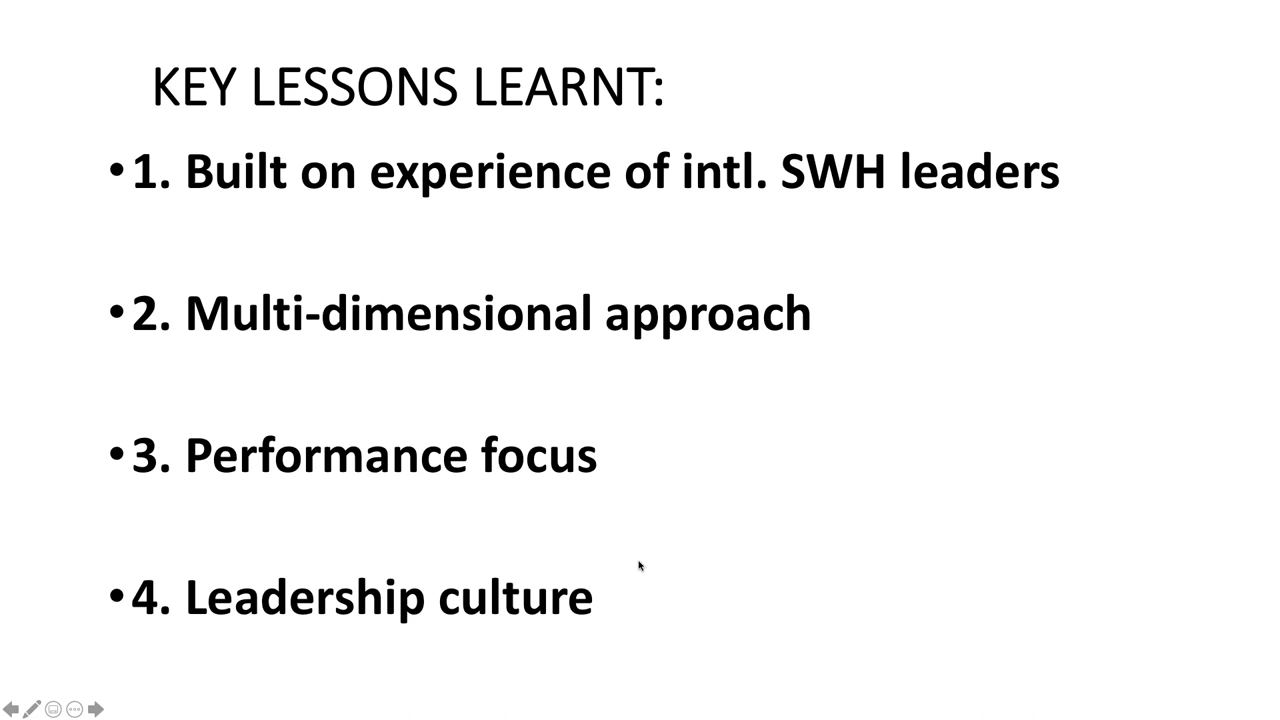 KEY LESSONS LEARNT:
•1. Built on experience of intl. SWH leaders
•2. Multi-dimensional approach
•3. Performance focus
•4. Leadership culture